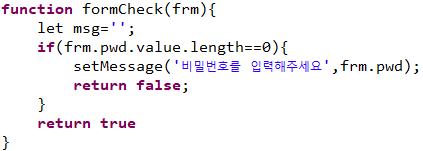 function formCheck(frm){
    let msg='';
    if(frm.pwd.value.length==0){
        setMessage('비밀번호를 입력해주세요',frm.pwd);
        return false;
    }
    return true
}